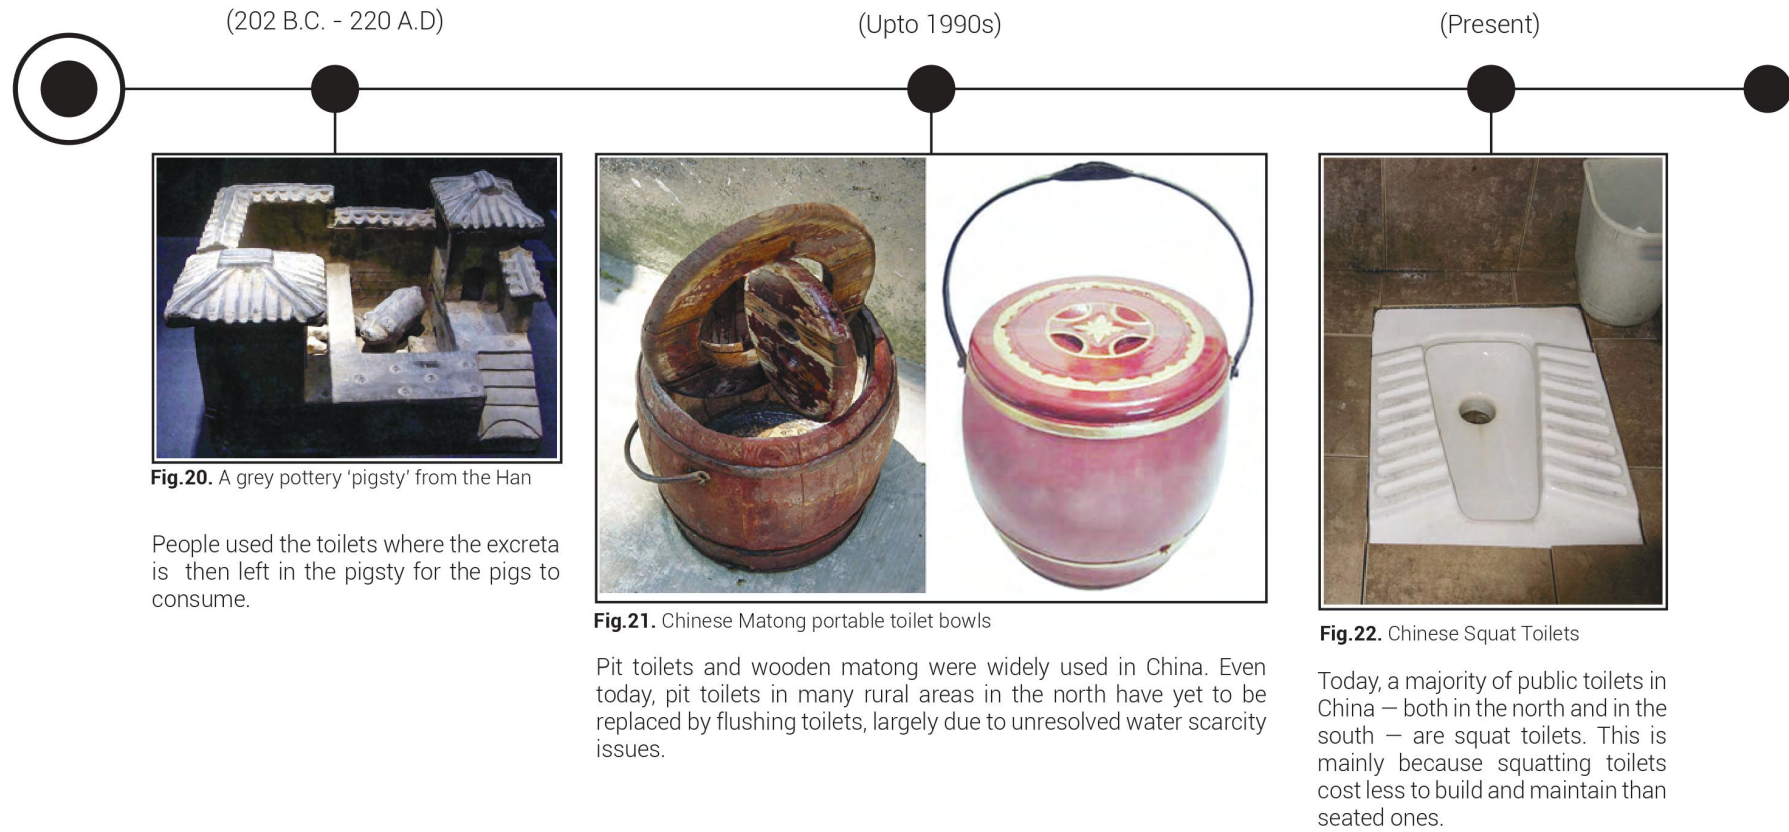 (202 B.C. - 220 A.D)
(Upto 1990s)
(Present)
Fig.20. A grey pottery ‘pigsty’ from the Han
People used the toilets where the excreta
is then left in the pigsty for the pigs to
consume.
Fig.21. Chinese Matong portable toilet bowls
Pit toilets and wooden matong were widely used in China. Even
today, pit toilets in many rural areas in the north have yet to be
replaced by flushing toilets, largely due to unresolved water scarcity
issues.
Fig.22. Chinese Squat Toilets
Today, a majority of public toilets in
China — both in the north and in the
south — are squat toilets. This is
mainly because squatting toilets
cost less to build and maintain than
seated ones.